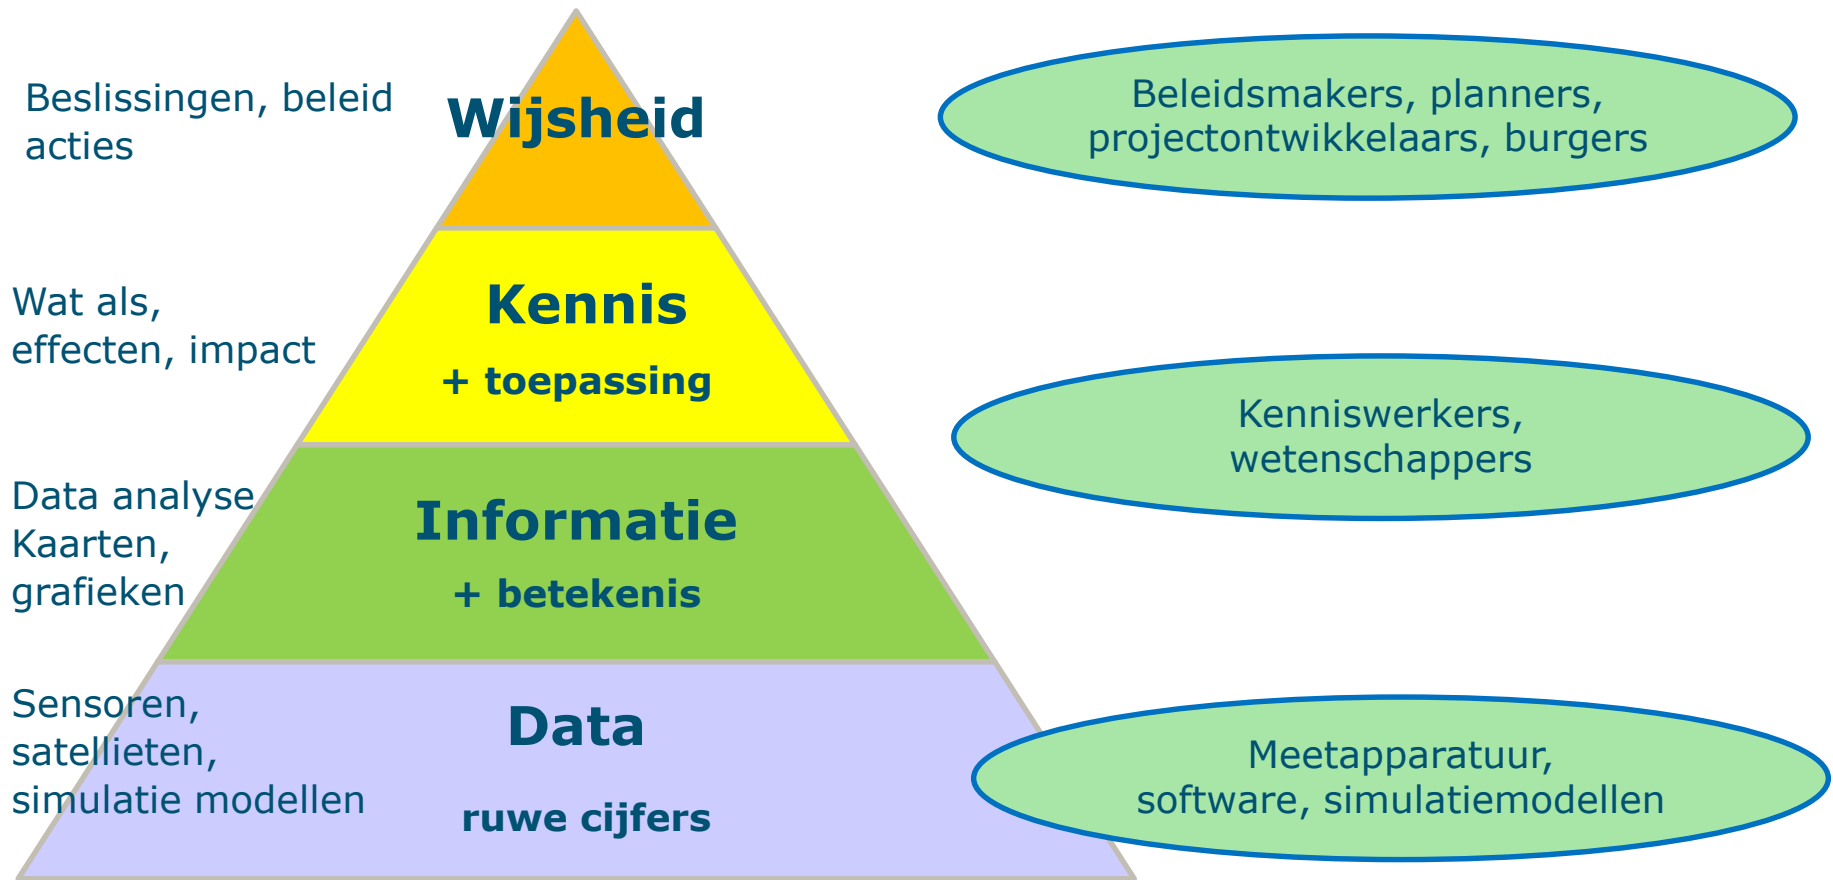 Beslissingen, beleid
acties
Wijsheid
Beleidsmakers, planners,
projectontwikkelaars, burgers
Wat als,
effecten, impact
Kennis
+ toepassing
Kenniswerkers,
wetenschappers
Data analyse
Kaarten,
grafieken
Informatie
+ betekenis
Sensoren,
satellieten,
simulatie modellen
Data
ruwe cijfers
Meetapparatuur,
software, simulatiemodellen